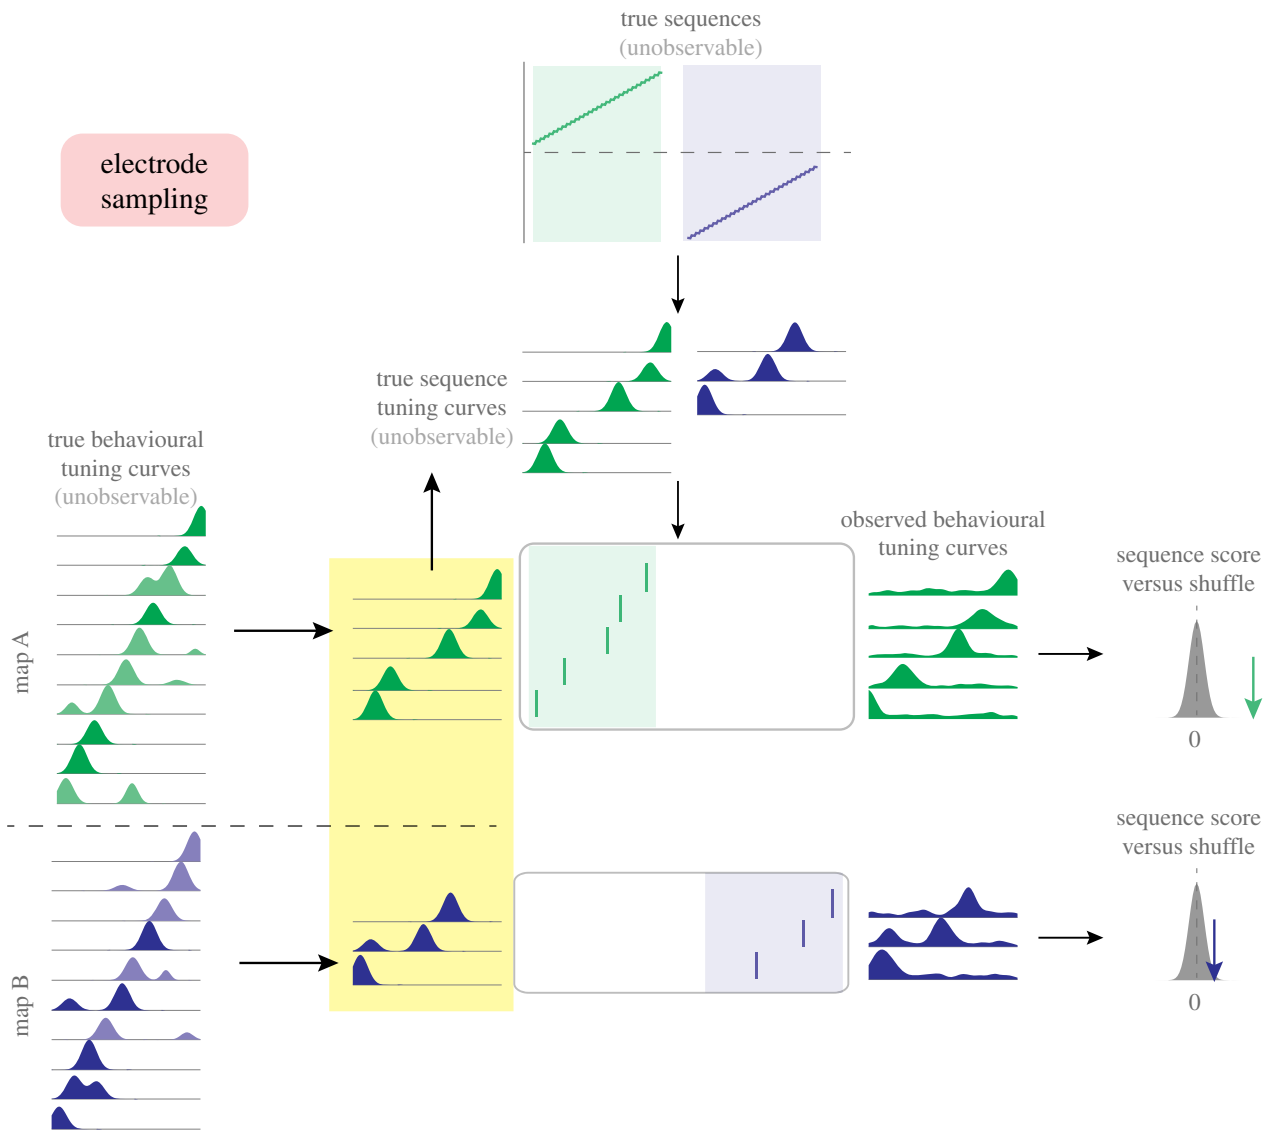 true sequences
(unobservable)
electrode
sampling
true sequence
tuning curves
(unobservable)
true behavioural
tuning curves
(unobservable)
observed behavioural
tuning curves
sequence score
versus shuffle
map A
0
sequence score
versus shuffle
map B
0